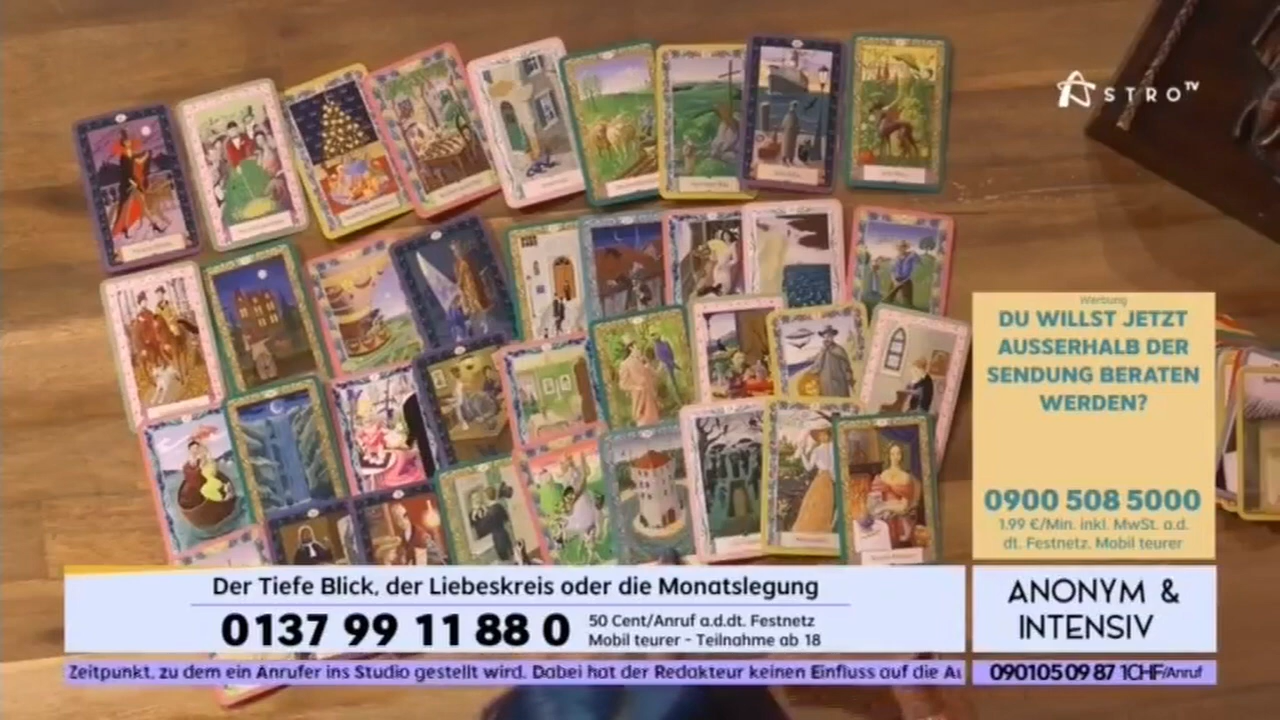 ASTRO TV
Werbung
DU WILLST JETZT
AUSSERHALB DER
SENDUNG BERATEN
WERDEN?
0900 508 5000
1.99 €/Min. inkl. MwSt. a.d.
dt. Festnetz. Mobil teurer
Der Tiefe Blick, der Liebeskreis oder die Monatslegung
0137 99 11 88 0
50 Cent/Anruf a.d.dt. Festnetz
Mobil teurer - Teilnahme ab 18
ANONYM &
INTENSIV
Zeitpunkt, zu dem ein Anrufer ins Studio gestellt wird. Dabei hat der Redakteur keinen Einfluss auf die
090105 09 87 1CHF/Anruf